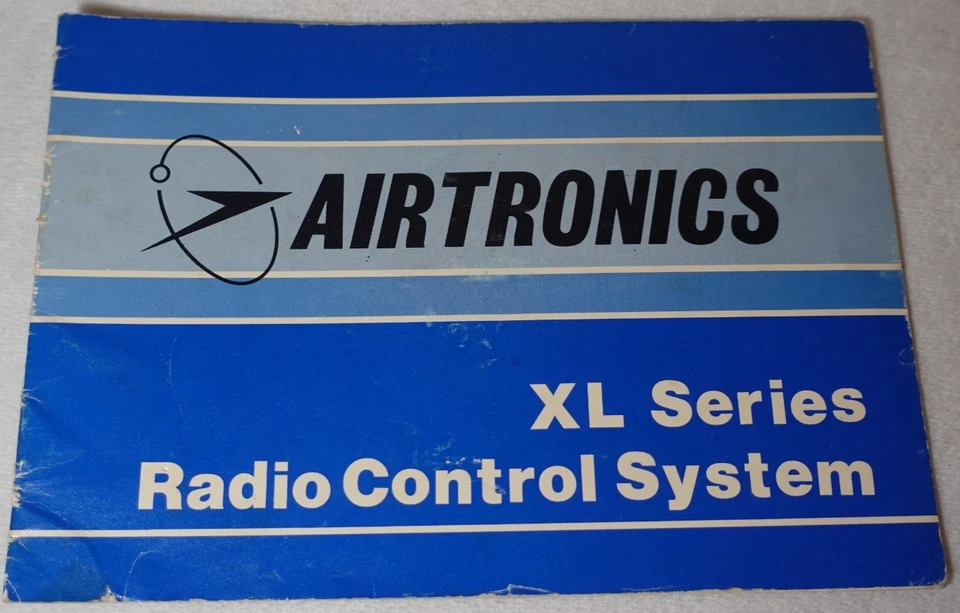 AIRTRONICS
XL Series
Radio Control System